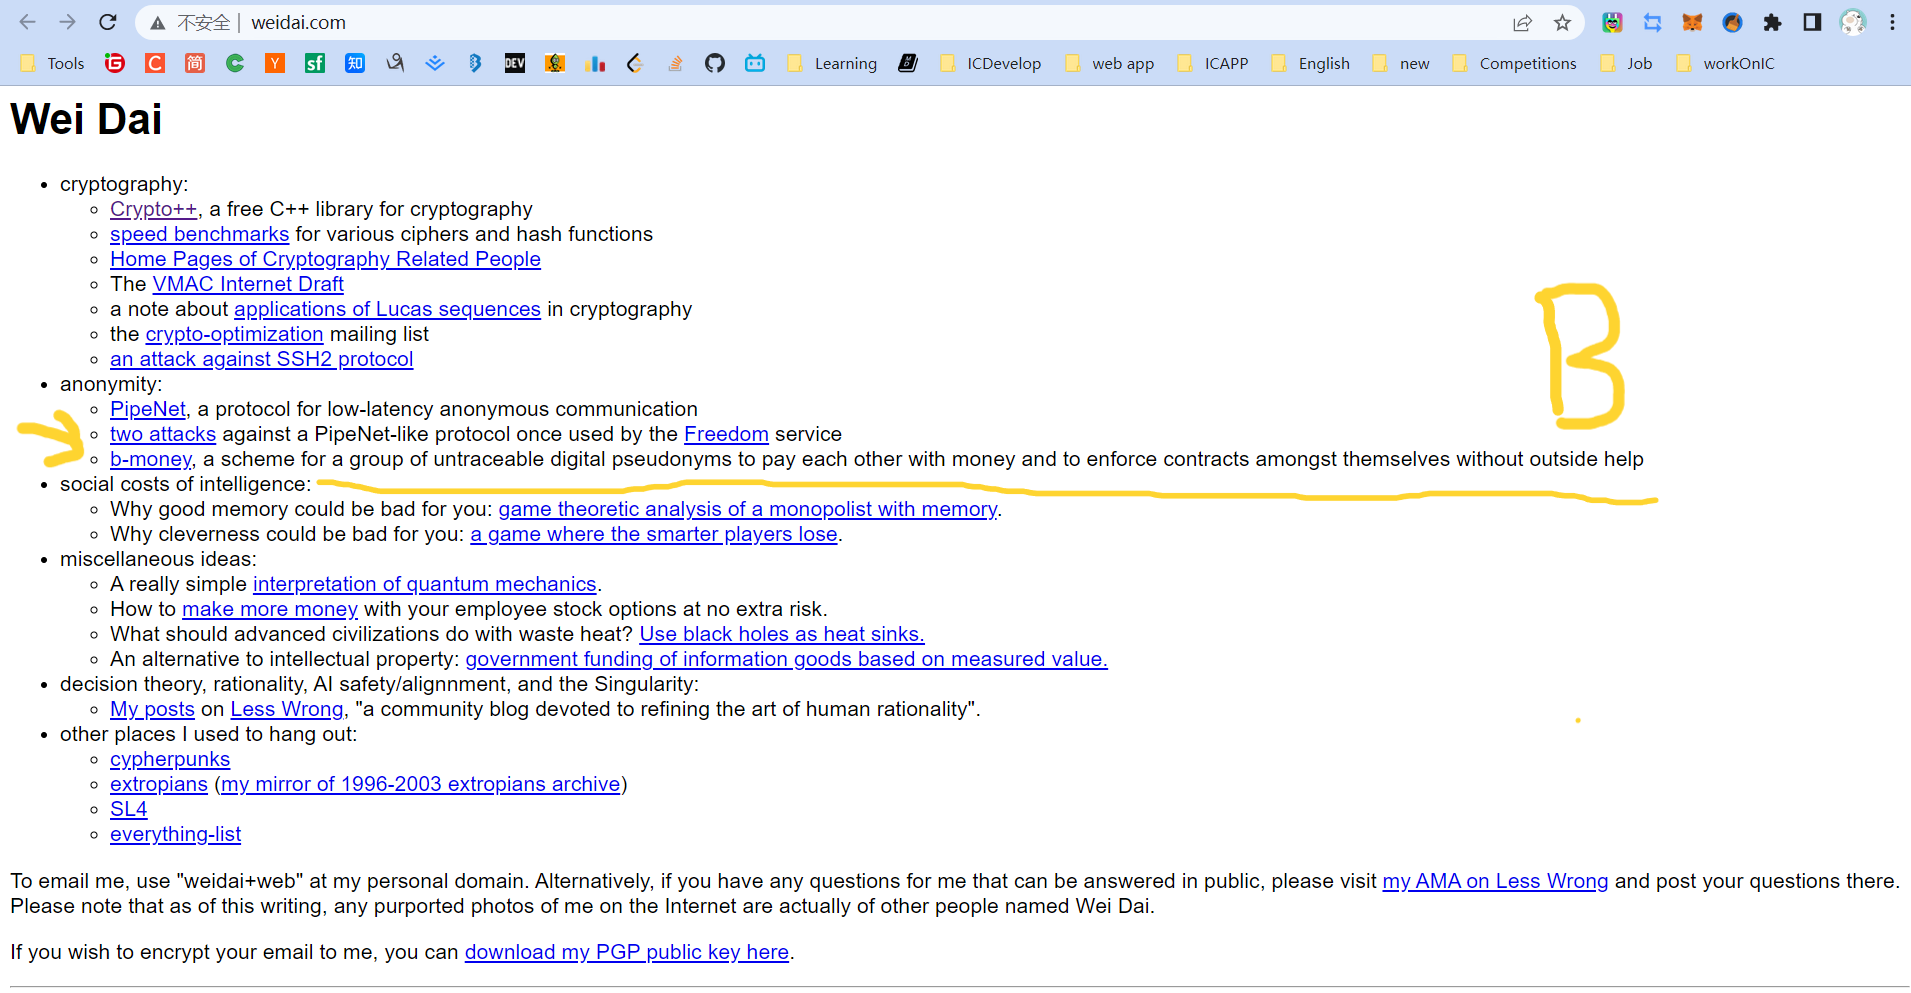 不安全 | weidai.com
Tools G C 简 C Y sf 知 DEV Learning ICDevelop web app ICAPP English new Competitions Job workOnIC
Wei Dai
cryptography:
Crypto++, a free C++ library for cryptography
speed benchmarks for various ciphers and hash functions
Home Pages of Cryptography Related People
The VMAC Internet Draft
a note about applications of Lucas sequences in cryptography
the crypto-optimization mailing list
an attack against SSH2 protocol
anonymity:
PipeNet, a protocol for low-latency anonymous communication
two attacks against a PipeNet-like protocol once used by the Freedom service
b-money, a scheme for a group of untraceable digital pseudonyms to pay each other with money and to enforce contracts amongst themselves without outside help
B
social costs of intelligence:
Why good memory could be bad for you: game theoretic analysis of a monopolist with memory.
Why cleverness could be bad for you: a game where the smarter players lose.
miscellaneous ideas:
A really simple interpretation of quantum mechanics.
How to make more money with your employee stock options at no extra risk.
What should advanced civilizations do with waste heat? Use black holes as heat sinks.
An alternative to intellectual property: government funding of information goods based on measured value.
decision theory, rationality, AI safety/alignnment, and the Singularity:
My posts on Less Wrong, "a community blog devoted to refining the art of human rationality".
other places I used to hang out:
cypherpunks
extropians (my mirror of 1996-2003 extropians archive)
SL4
everything-list
To email me, use "weidai+web" at my personal domain. Alternatively, if you have any questions for me that can be answered in public, please visit my AMA on Less Wrong and post your questions there.
Please note that as of this writing, any purported photos of me on the Internet are actually of other people named Wei Dai.
If you wish to encrypt your email to me, you can download my PGP public key here.